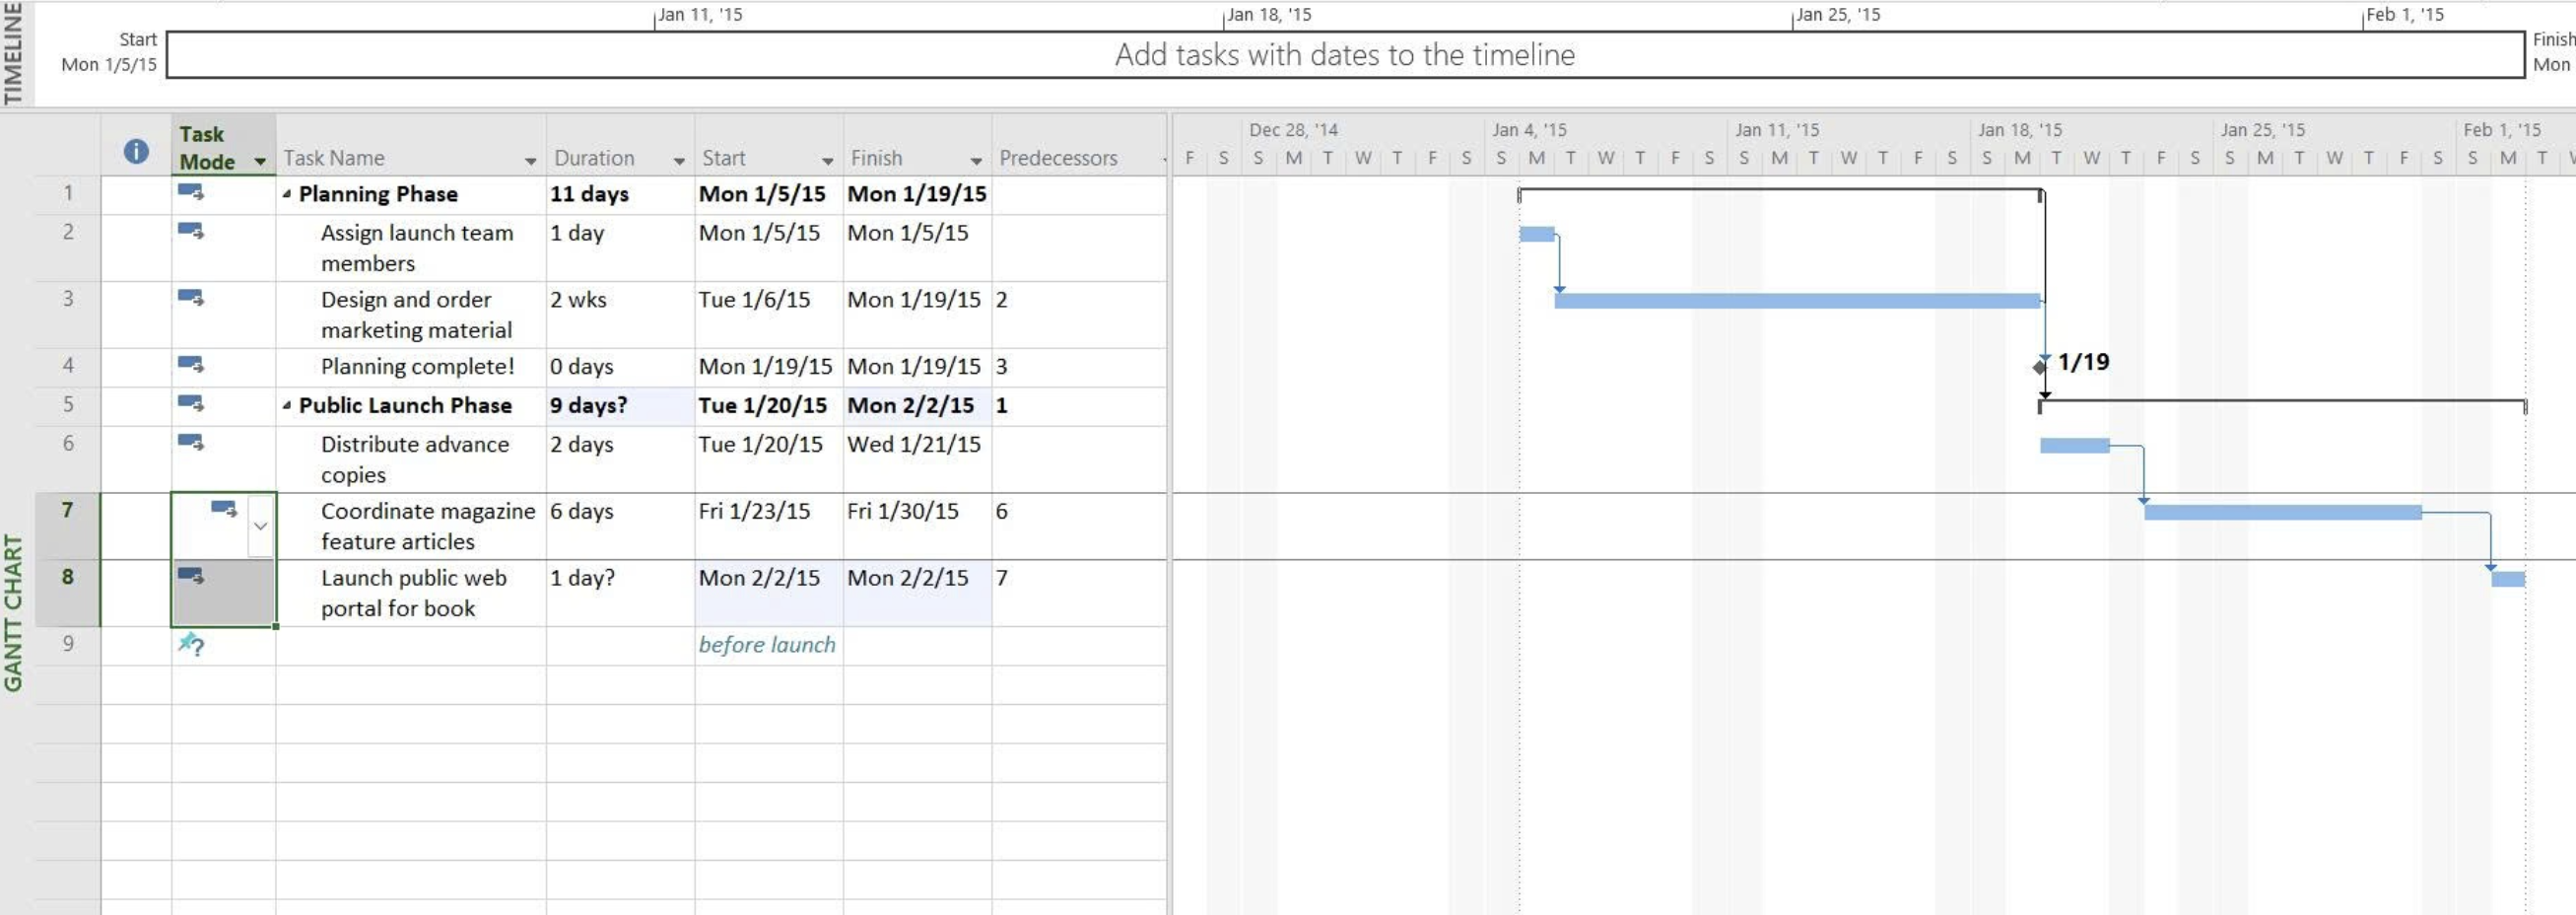 TIMELINE
Jan 11, '15 Jan 18, '15 Jan 25, '15 Feb 1, '15
Start
Mon 1/5/15
Add tasks with dates to the timeline
Finish
Mon
GANTT CHART
Task Mode Task Name Duration Start Finish Predecessors
1 Planning Phase 11 days Mon 1/5/15 Mon 1/19/15
2 Assign launch team members 1 day Mon 1/5/15 Mon 1/5/15
3 Design and order marketing material 2 wks Tue 1/6/15 Mon 1/19/15 2
4 Planning complete! 0 days Mon 1/19/15 Mon 1/19/15 3
5 Public Launch Phase 9 days? Tue 1/20/15 Mon 2/2/15 1
6 Distribute advance copies 2 days Tue 1/20/15 Wed 1/21/15
7 Coordinate magazine feature articles 6 days Fri 1/23/15 Fri 1/30/15 6
8 Launch public web portal for book 1 day? Mon 2/2/15 Mon 2/2/15 7
9 before launch
Dec 28, '14 Jan 4, '15 Jan 11, '15 Jan 18, '15 Jan 25, '15 Feb 1, '15
F S S M T W T F S S M T W T F S S M T W T F S S M T W T F S S M T W T F S S M T
1/19